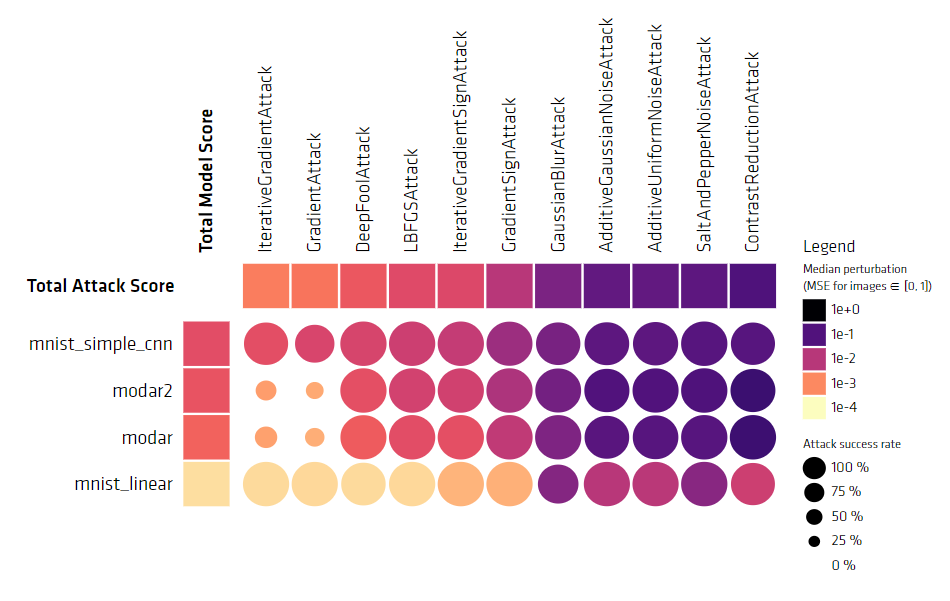 Total Model Score
IterativeGradientAttack
GradientAttack
DeepFoolAttack
LBFGSAttack
IterativeGradientSignAttack
GradientSignAttack
GaussianBlurAttack
AdditiveGaussianNoiseAttack
AdditiveUniformNoiseAttack
SaltAndPepperNoiseAttack
ContrastReductionAttack
Total Attack Score
mnist_simple_cnn
modar2
modar
mnist_linear
Legend
Median perturbation
(MSE for images ∈ [0, 1])
1e+0
1e-1
1e-2
1e-3
1e-4
Attack success rate
100 %
75 %
50 %
25 %
0 %